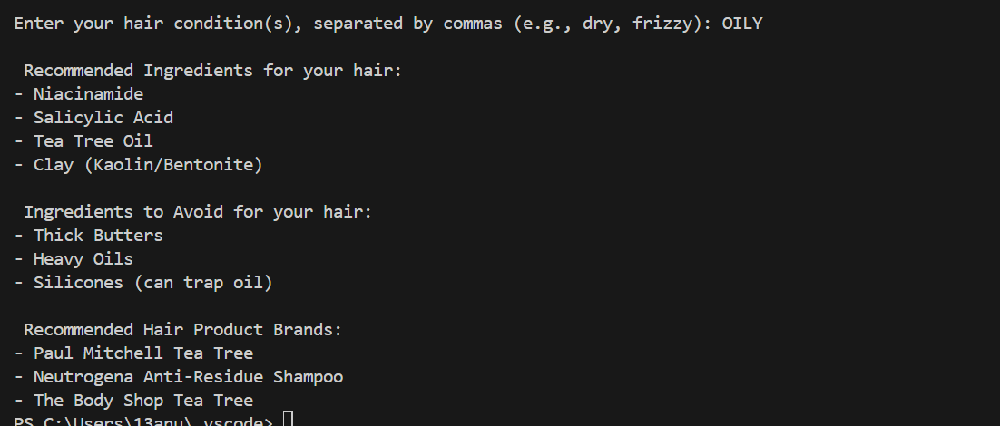 Enter your hair condition(s), separated by commas (e.g., dry, frizzy): OILY
Recommended Ingredients for your hair:
- Niacinamide
- Salicylic Acid
- Tea Tree Oil
- Clay (Kaolin/Bentonite)
Ingredients to Avoid for your hair:
- Thick Butters
- Heavy Oils
- Silicones (can trap oil)
Recommended Hair Product Brands:
- Paul Mitchell Tea Tree
- Neutrogena Anti-Residue Shampoo
- The Body Shop Tea Tree
PS C:\Users\13anu\.vscode>